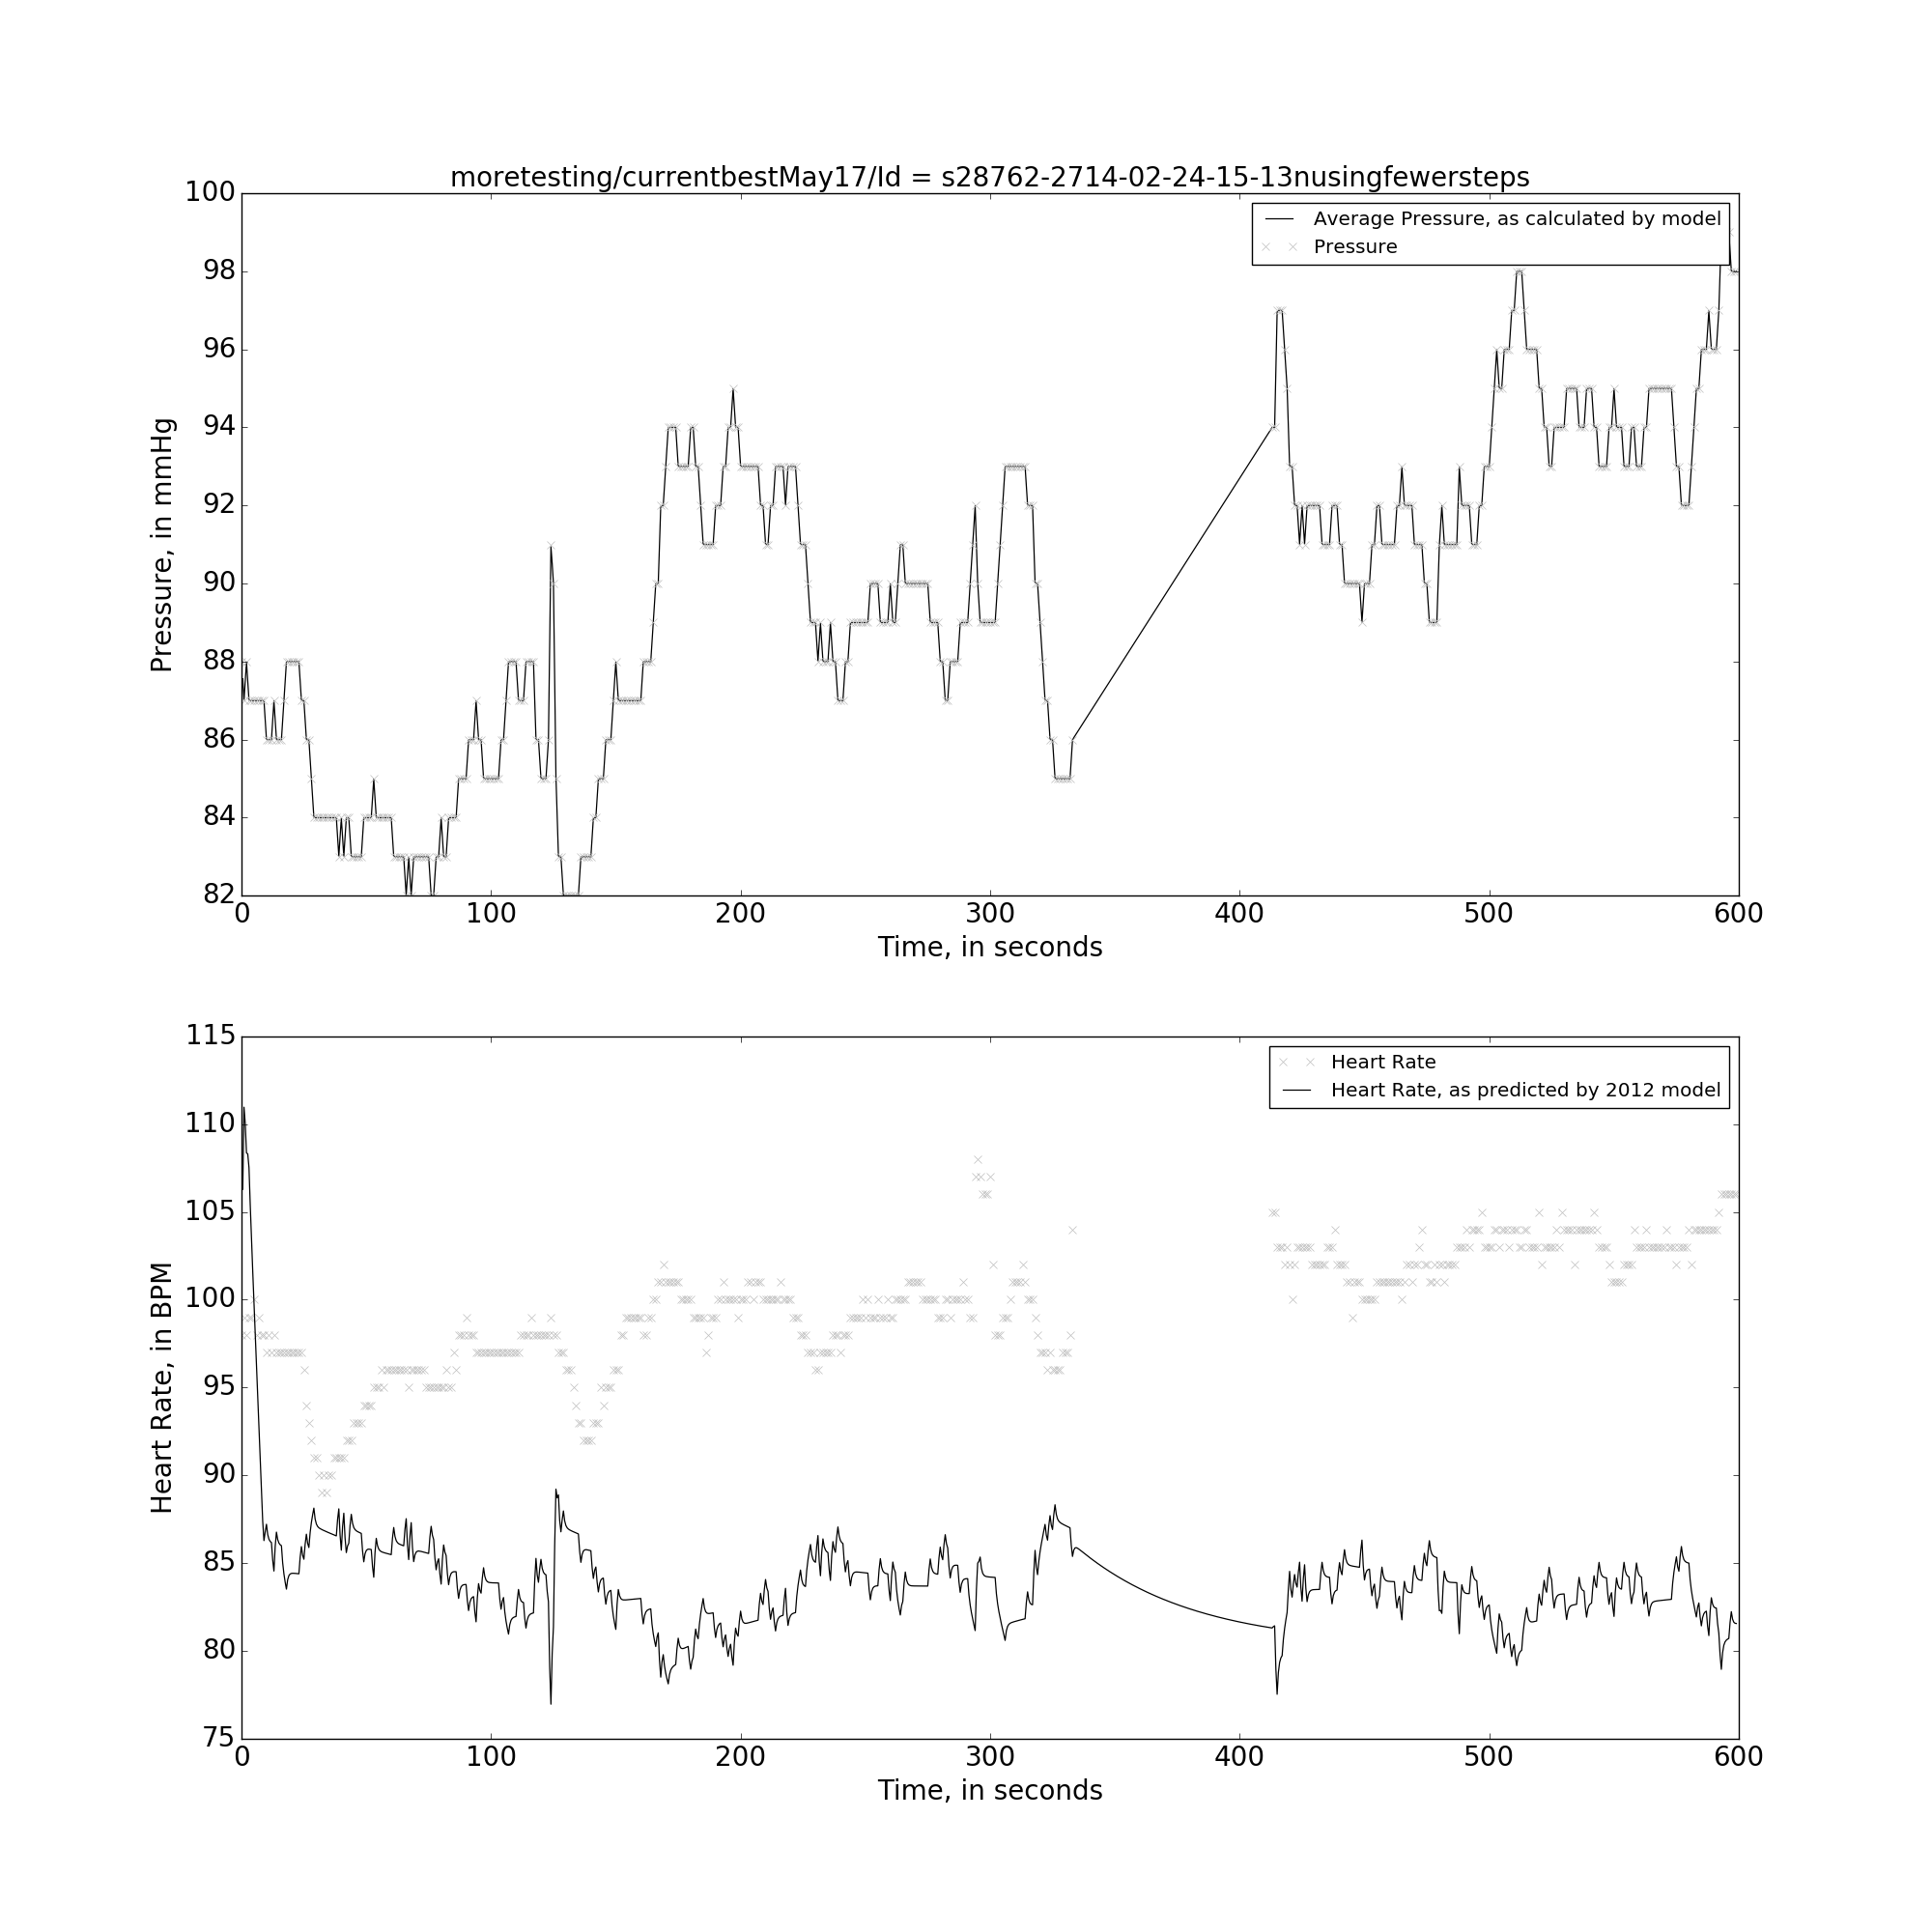 moretesting/currentbestMay17/Id = s28762-2714-02-24-15-13nusingfewersteps
100
98
96
94
92
90
88
86
84
82
Pressure, in mmHg
Average Pressure, as calculated by model
Pressure
0 100 200 300 400 500 600
Time, in seconds
115
110
105
100
95
90
85
80
75
Heart Rate, in BPM
Heart Rate
Heart Rate, as predicted by 2012 model
0 100 200 300 400 500 600
Time, in seconds